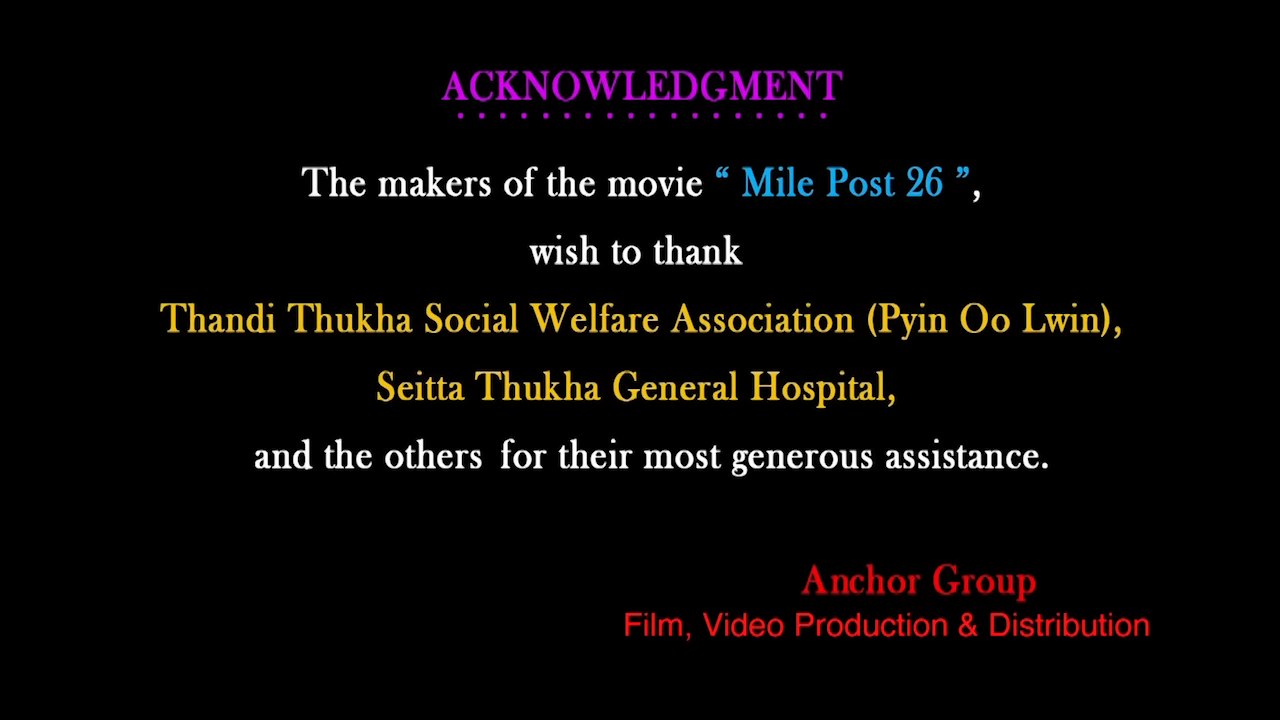 ACKNOWLEDGMENT
The makers of the movie “ Mile Post 26 ”,
wish to thank
Thandi Thukha Social Welfare Association (Pyin Oo Lwin),
Seitta Thukha General Hospital,
and the others for their most generous assistance.
Anchor Group
Film, Video Production & Distribution